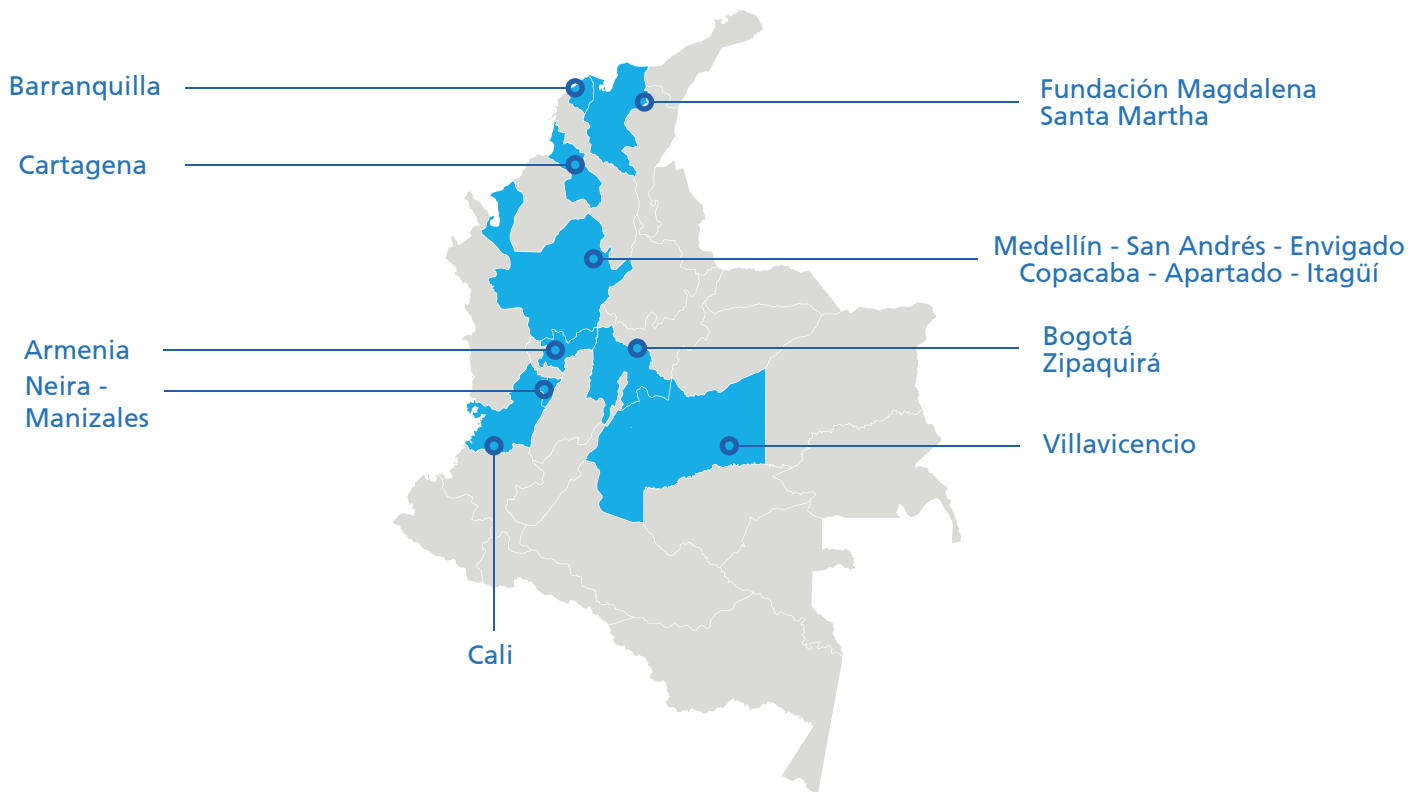 Barranquilla
Fundación Magdalena
Santa Martha
Cartagena
Medellín - San Andrés - Envigado
Copacaba - Apartado - Itagüí
Armenia
Neira -
Manizales
Bogotá
Zipaquirá
Villavicencio
Cali